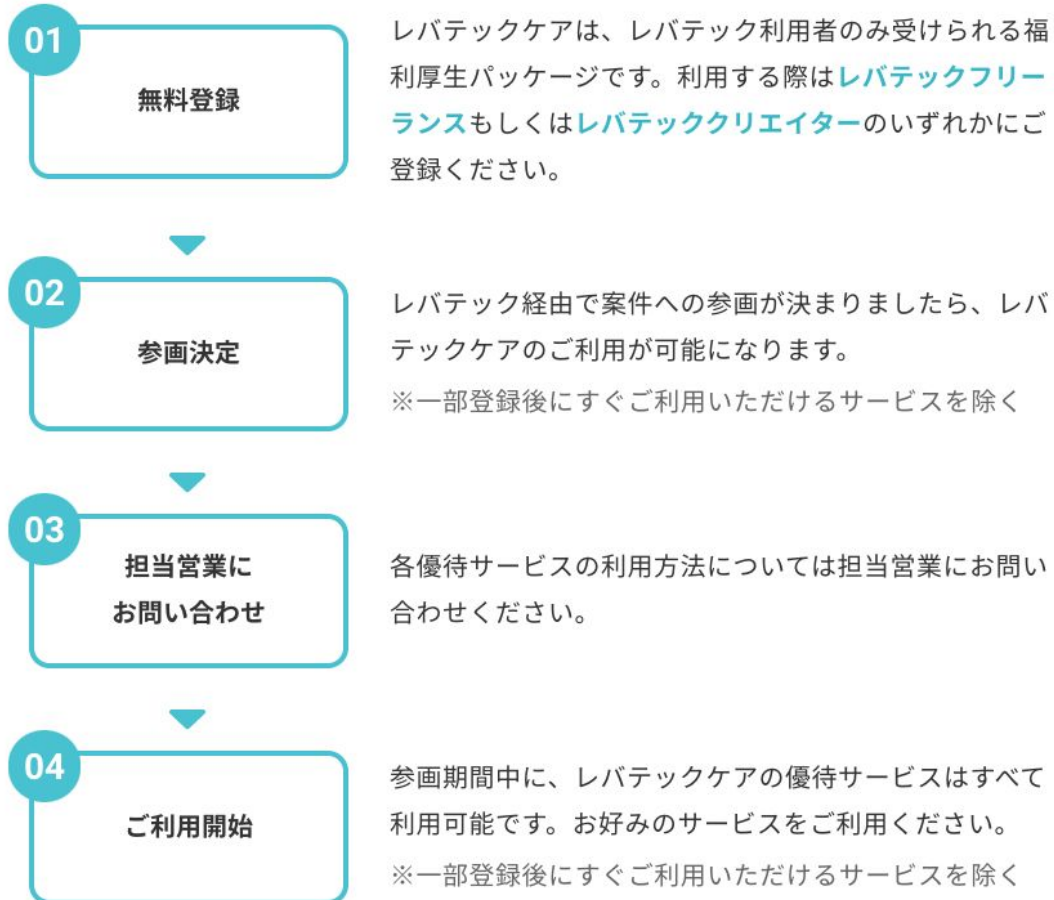 01
無料登録
レバテックケアは、レバテック利用者のみ受けられる福
利厚生パッケージです。利用する際はレバテックフリー
ランスもしくはレバテッククリエイターのいずれかにご
登録ください。
02
参画決定
レバテック経由で案件への参画が決まりましたら、レバ
テックケアのご利用が可能になります。
※一部登録後にすぐご利用いただけるサービスを除く
03
担当営業に
お問い合わせ
各優待サービスの利用方法については担当営業にお問い
合わせください。
04
ご利用開始
参画期間中に、レバテックケアの優待サービスはすべて
利用可能です。お好みのサービスをご利用ください。
※一部登録後にすぐご利用いただけるサービスを除く